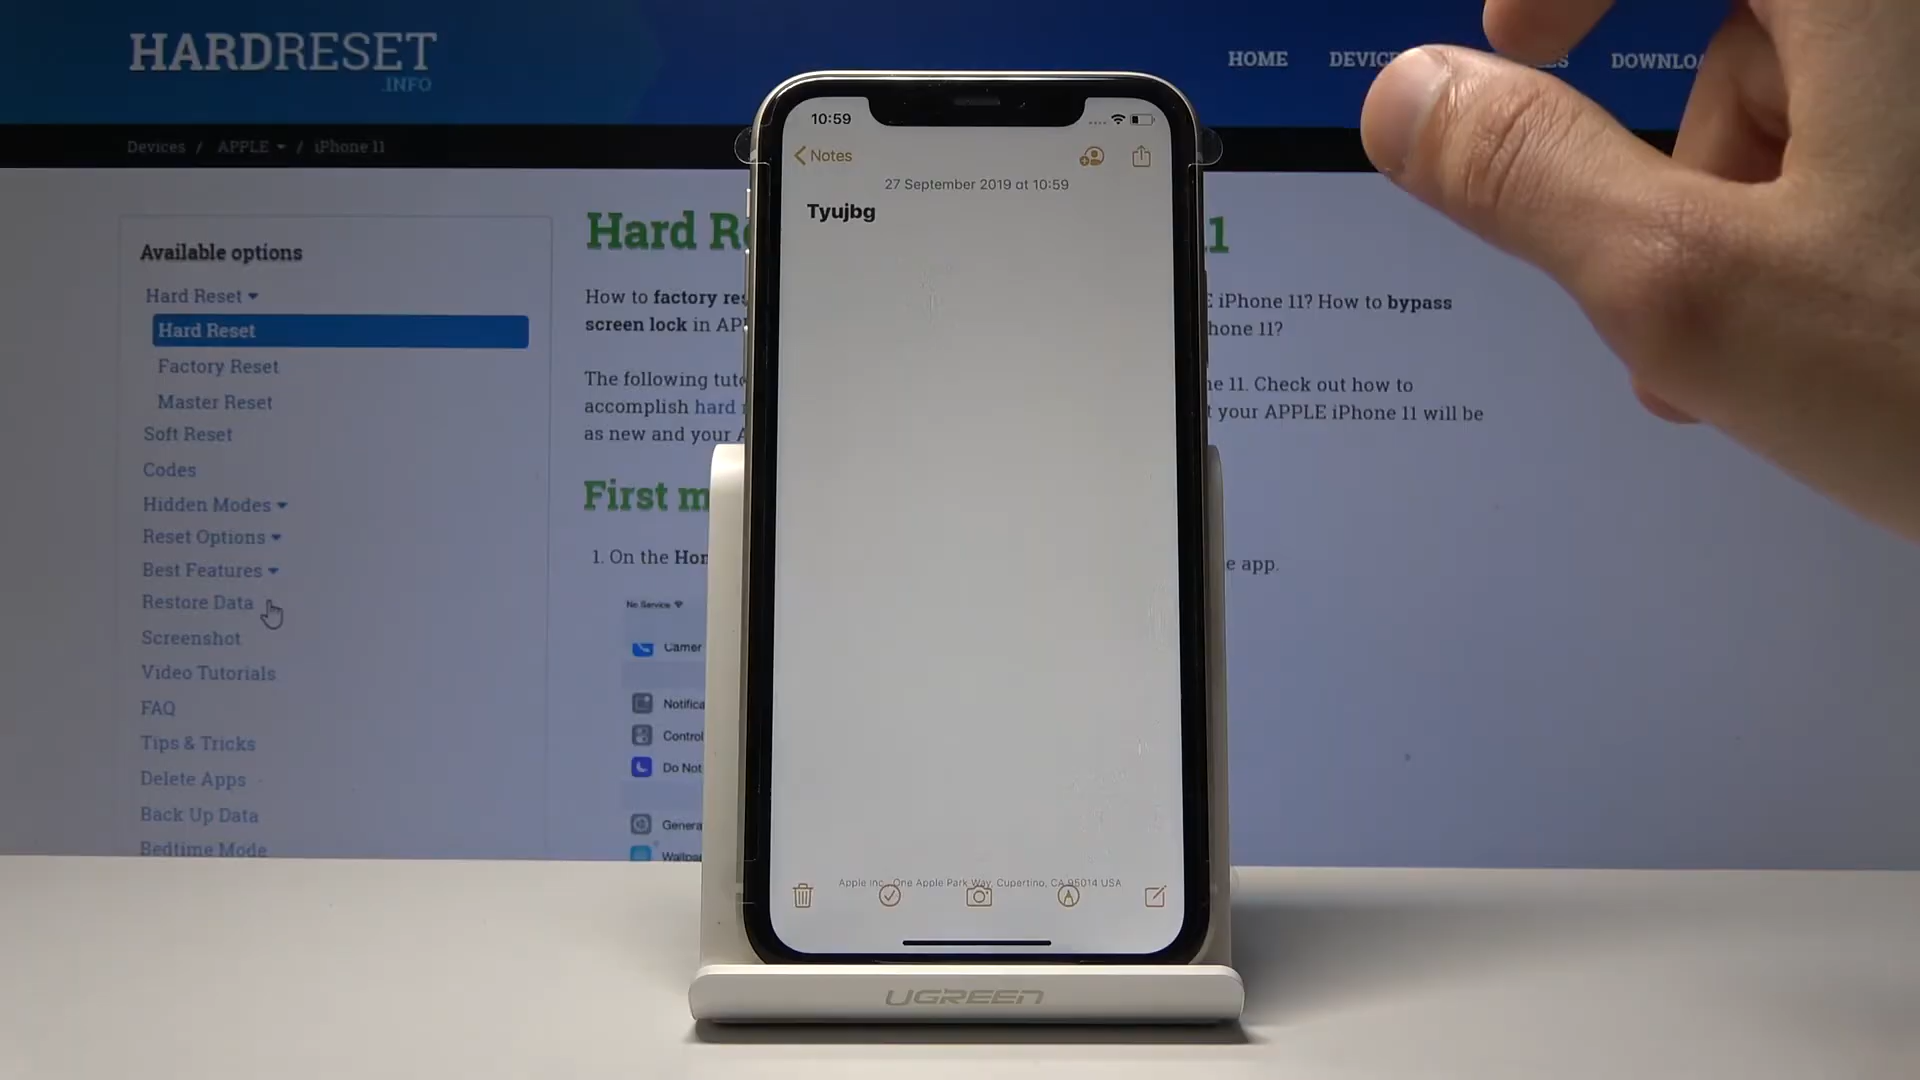 HARDRESET
.INFO
HOME
DOWNLOA
Devices / APPLE / iPhone 11
Available options
Hard Reset
Hard Reset
Factory Reset
Master Reset
Soft Reset
Codes
Hidden Modes
Reset Options
Best Features
Restore Data
Screenshot
Video Tutorials
FAQ
Tips & Tricks
Delete Apps
Back Up Data
Bedtime Mode
Hard R
11
How to factory re
iPhone 11? How to bypass
screen lock in AP
hone 11?
The following tuto
ne 11. Check out how to
accomplish hard
your APPLE iPhone 11 will be
as new and your A
First m
1. On the Hon
e app.
No Service
Camer
Notifica
Control
Do Not
Genera
Wallpa
10:59
Notes
27 September 2019 at 10:59
Tyujbg
Apple Inc., One Apple Park Way, Cupertino, CA 95014 USA
UGREEN